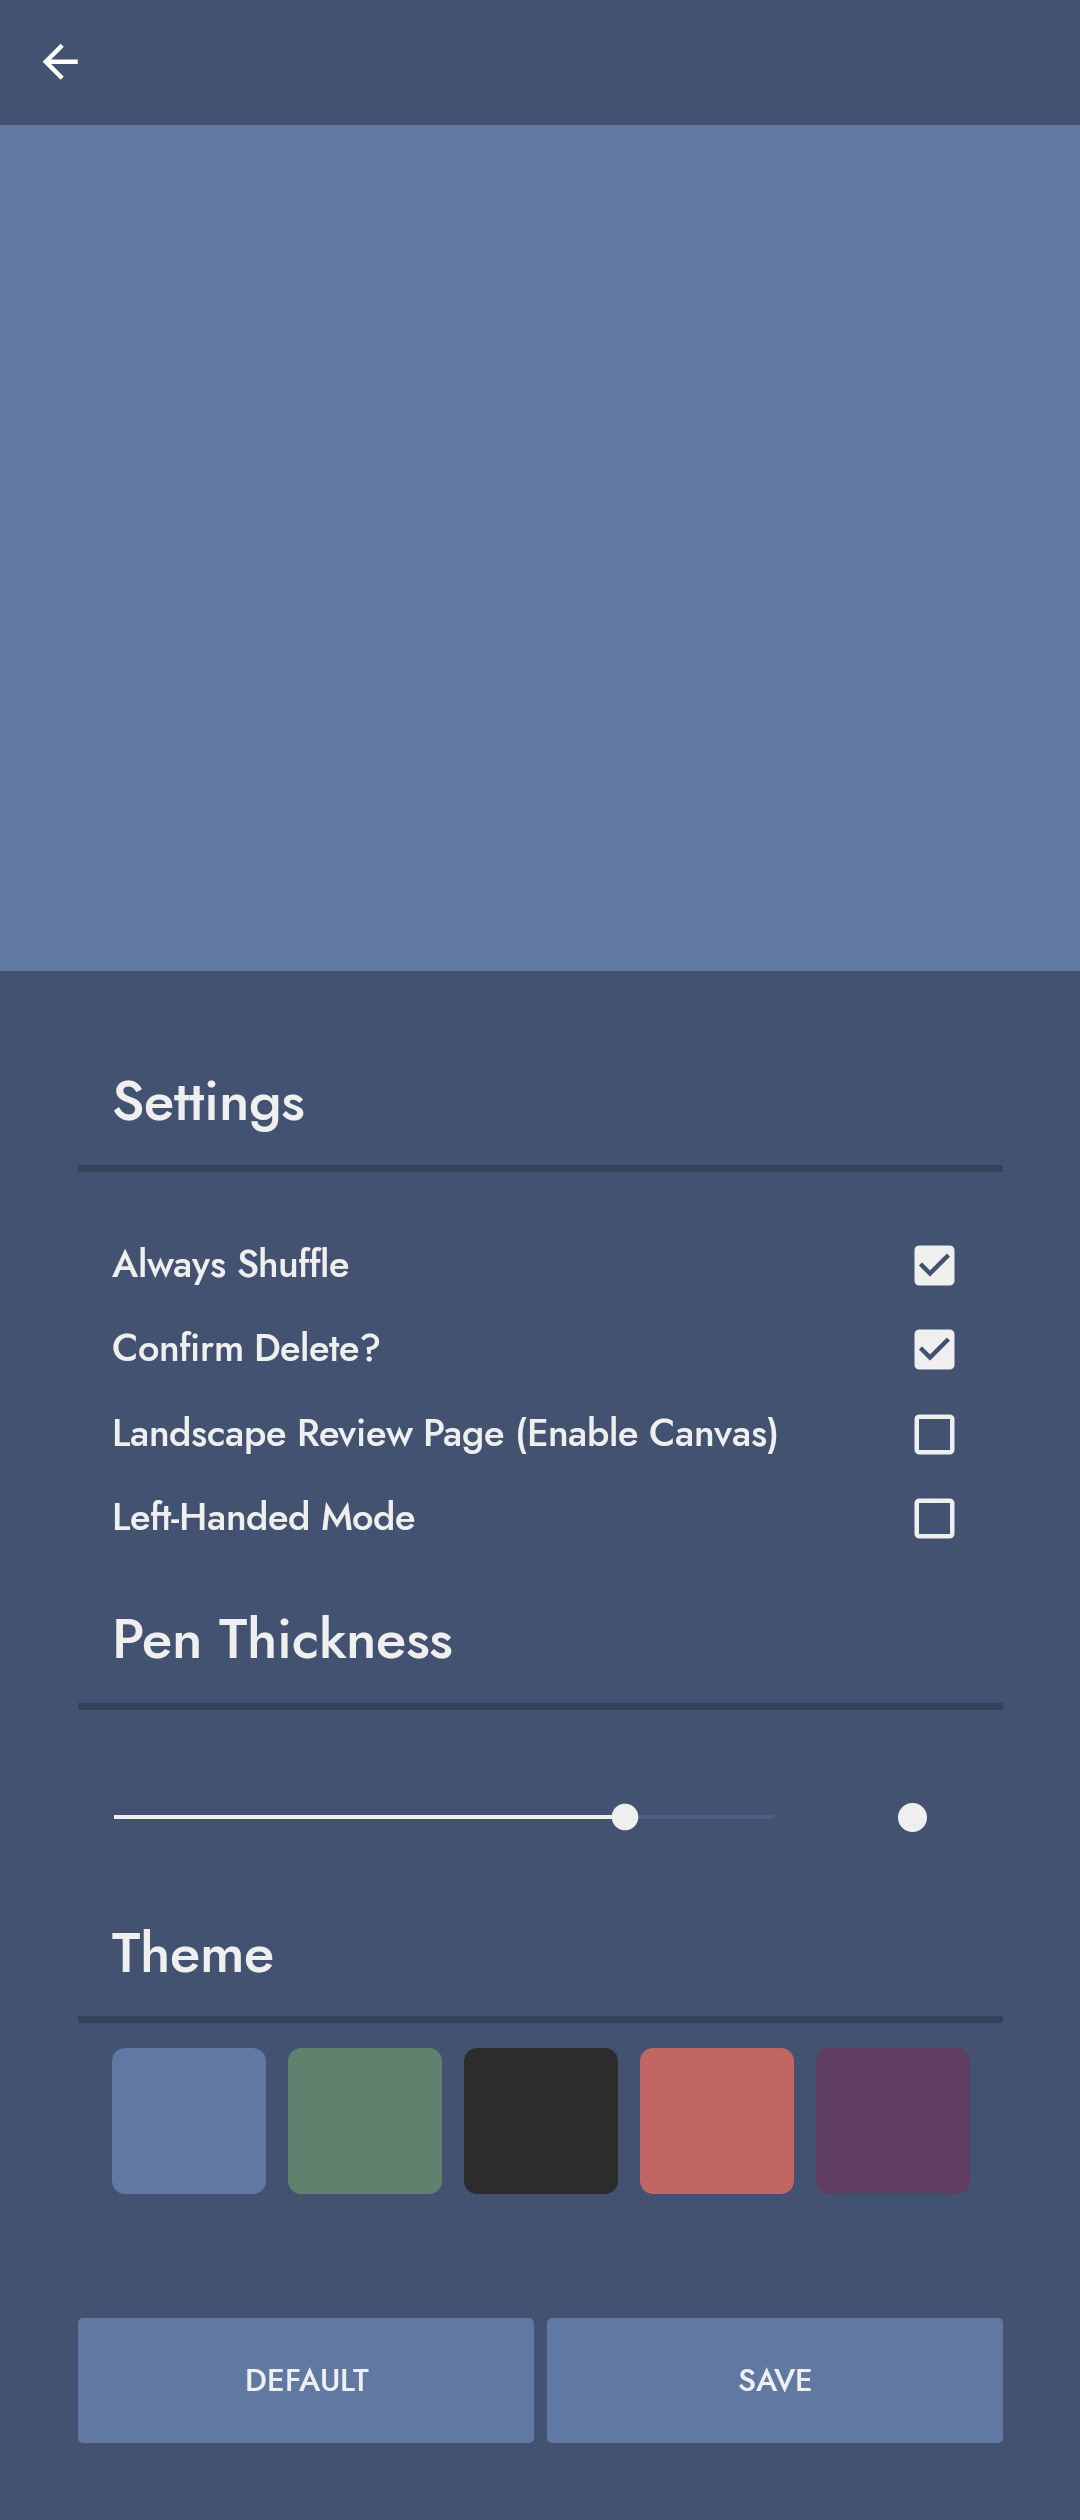 Settings
Always Shuffle
Confirm Delete?
Landscape Review Page (Enable Canvas)
Left-Handed Mode
Pen Thickness
Theme
DEFAULT
SAVE